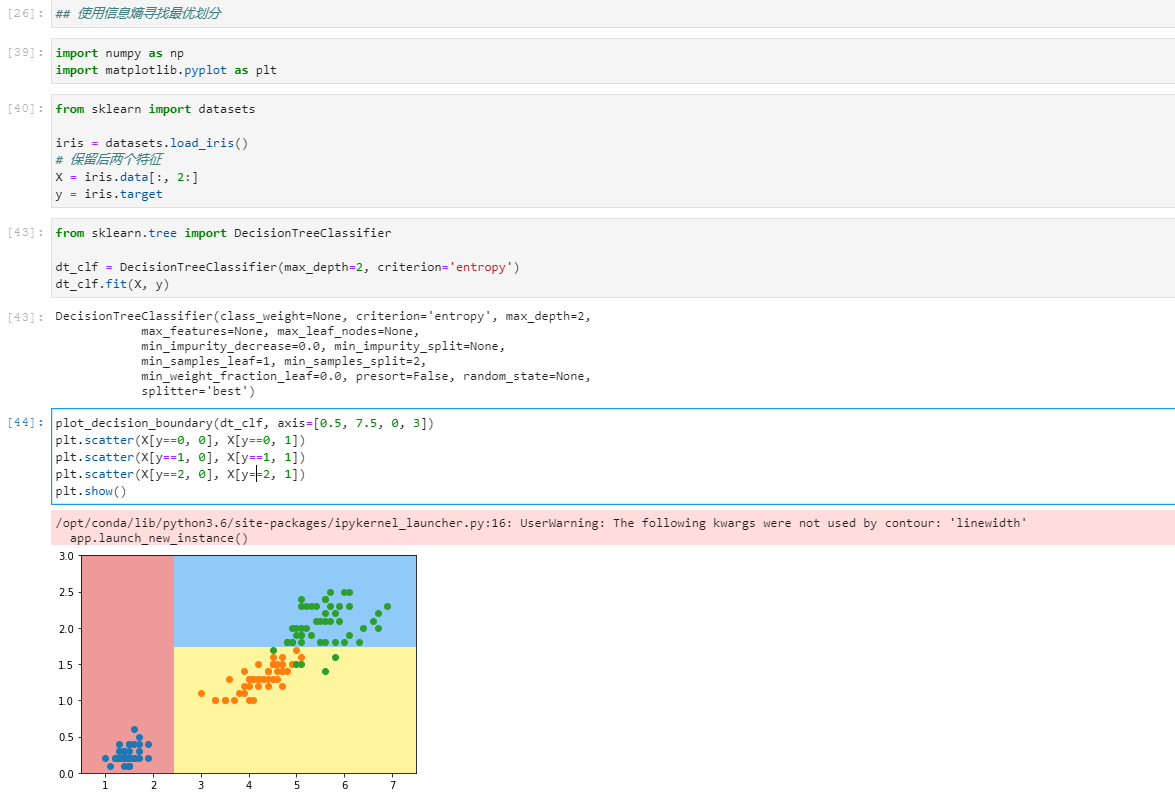 [26]: ## 使用信息熵寻找最优划分
[39]: import numpy as np
import matplotlib.pyplot as plt
[40]: from sklearn import datasets
iris = datasets.load_iris()
# 保留后两个特征
X = iris.data[:, 2:]
y = iris.target
[43]: from sklearn.tree import DecisionTreeClassifier
dt_clf = DecisionTreeClassifier(max_depth=2, criterion='entropy')
dt_clf.fit(X, y)
[43]: DecisionTreeClassifier(class_weight=None, criterion='entropy', max_depth=2,
max_features=None, max_leaf_nodes=None,
min_impurity_decrease=0.0, min_impurity_split=None,
min_samples_leaf=1, min_samples_split=2,
min_weight_fraction_leaf=0.0, presort=False, random_state=None,
splitter='best')
[44]: plot_decision_boundary(dt_clf, axis=[0.5, 7.5, 0, 3])
plt.scatter(X[y==0, 0], X[y==0, 1])
plt.scatter(X[y==1, 0], X[y==1, 1])
plt.scatter(X[y==2, 0], X[y==2, 1])
plt.show()
/opt/conda/lib/python3.6/site-packages/ipykernel_launcher.py:16: UserWarning: The following kwargs were not used by contour: 'linewidth'
app.launch_new_instance()
3.0
2.5
2.0
1.5
1.0
0.5
0.0
1 2 3 4 5 6 7